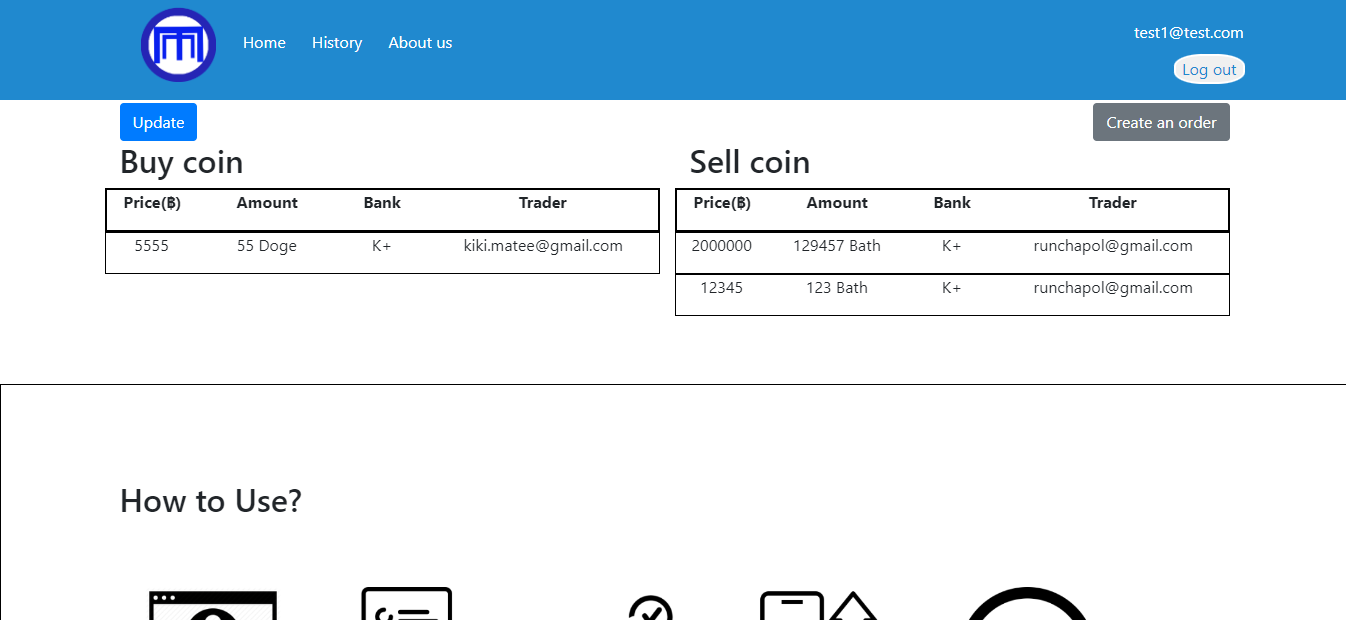 Home History About us
test1@test.com
Log out
Update
Create an order
Buy coin
Price(฿) Amount Bank Trader
5555 55 Doge K+ kiki.matee@gmail.com
Sell coin
Price(฿) Amount Bank Trader
2000000 129457 Bath K+ runchapol@gmail.com
12345 123 Bath K+ runchapol@gmail.com
How to Use?